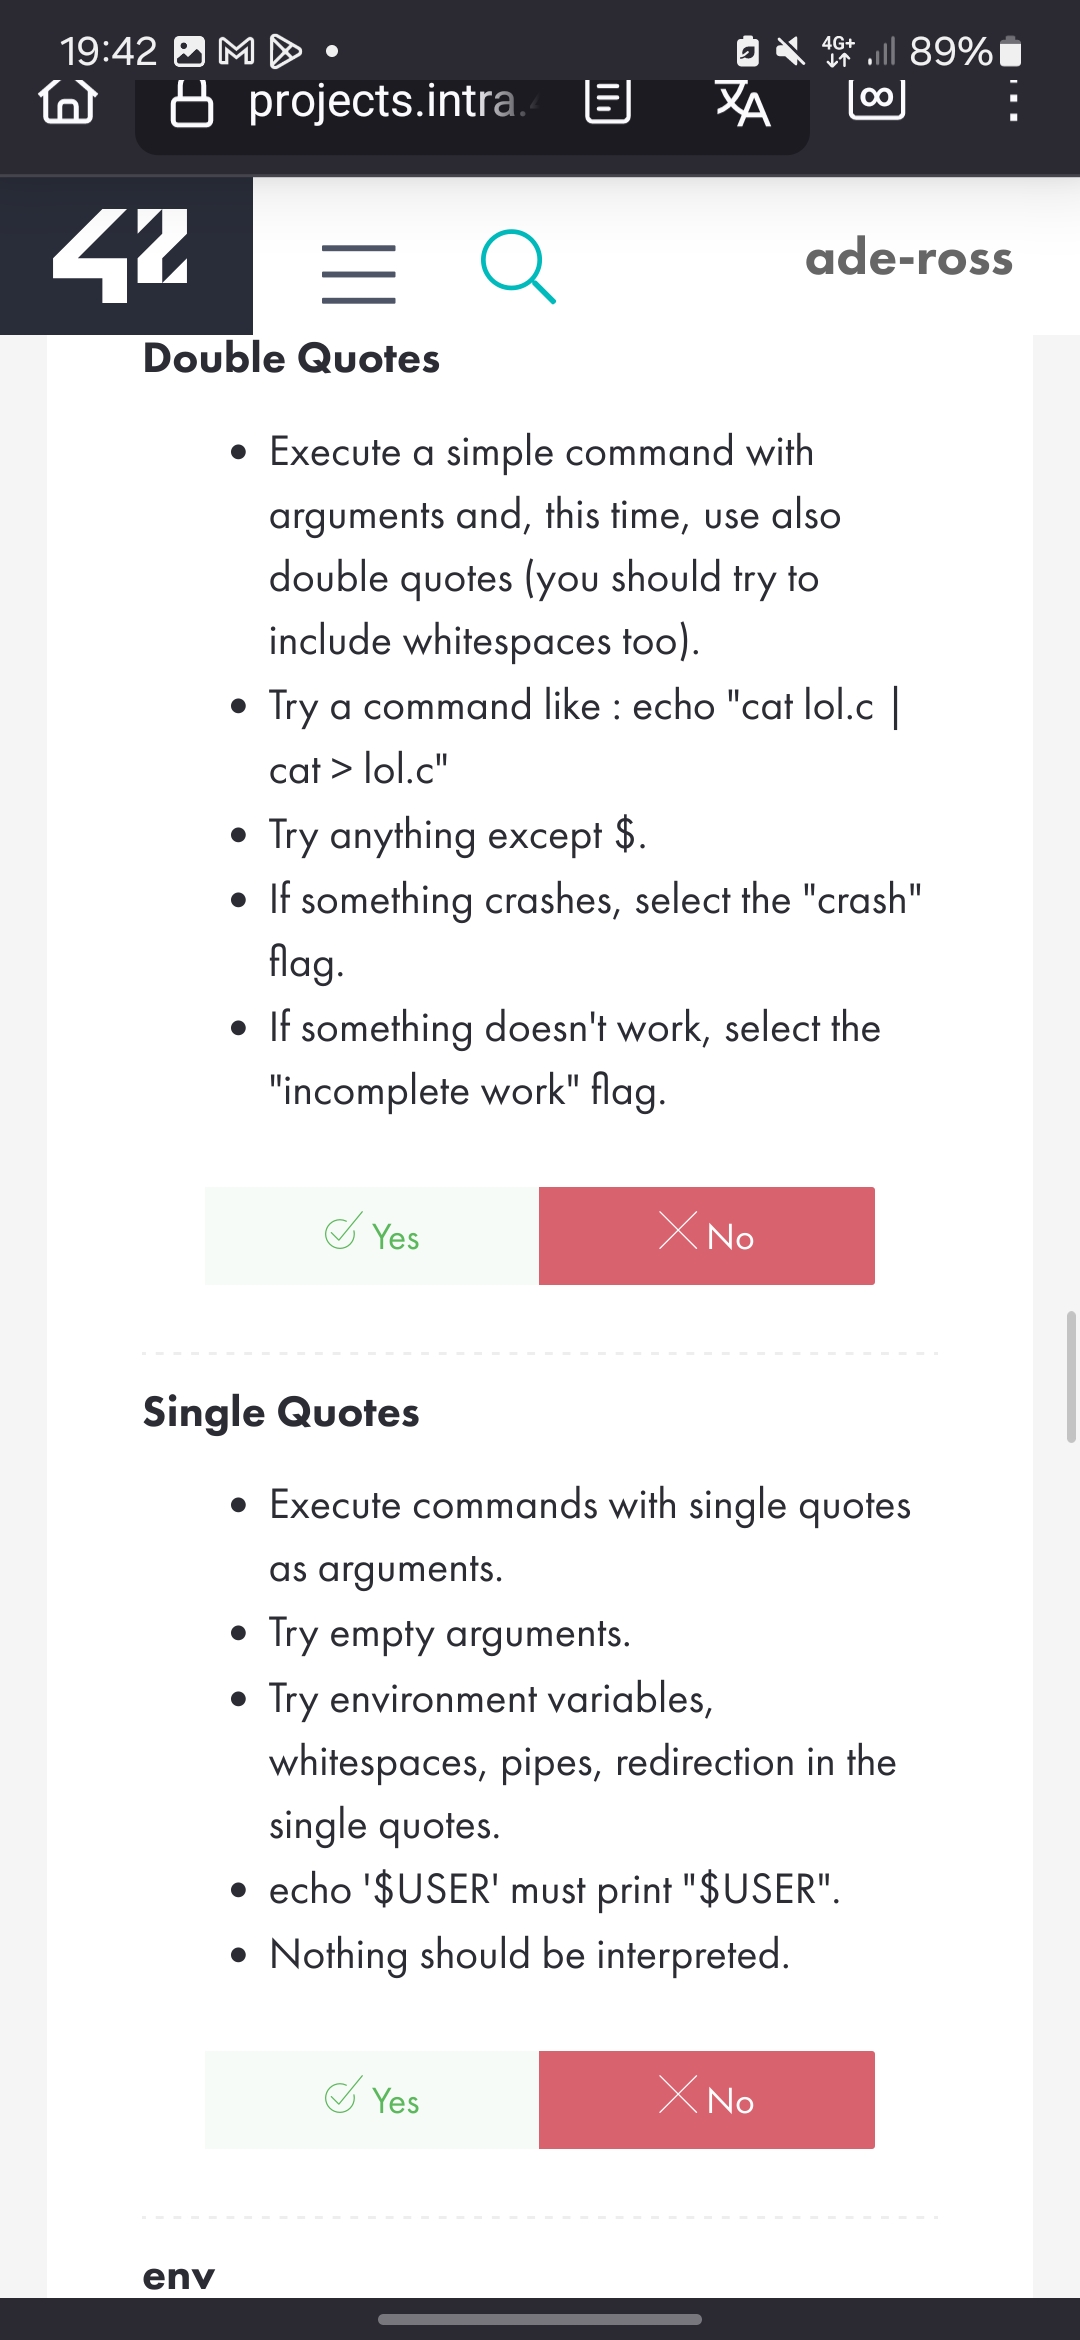 19:42
4G+
89%
projects.intra.
42
ade-ross
Double Quotes
• Execute a simple command with
arguments and, this time, use also
double quotes (you should try to
include whitespaces too).
• Try a command like : echo "cat lol.c |
cat > lol.c"
• Try anything except $.
• If something crashes, select the "crash"
flag.
• If something doesn't work, select the
"incomplete work" flag.
Yes
No
Single Quotes
• Execute commands with single quotes
as arguments.
• Try empty arguments.
• Try environment variables,
whitespaces, pipes, redirection in the
single quotes.
• echo '$USER' must print "$USER".
• Nothing should be interpreted.
Yes
No
env